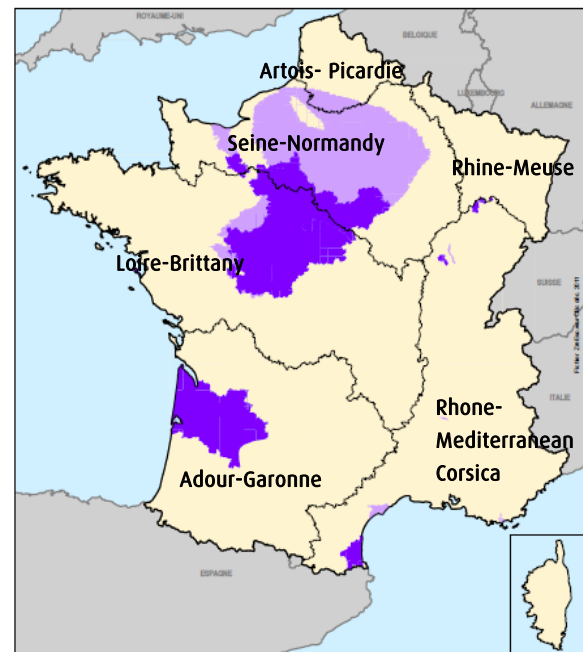 ROYAUME-UNI
BELGIQUE
Artois- Picardie
LUXEMBOURG
ALLEMAGNE
Seine-Normandy
Rhine-Meuse
Loire-Brittany
SUISSE
ITALIE
Rhone-
Mediterranean
Corsica
Adour-Garonne
ESPAGNE